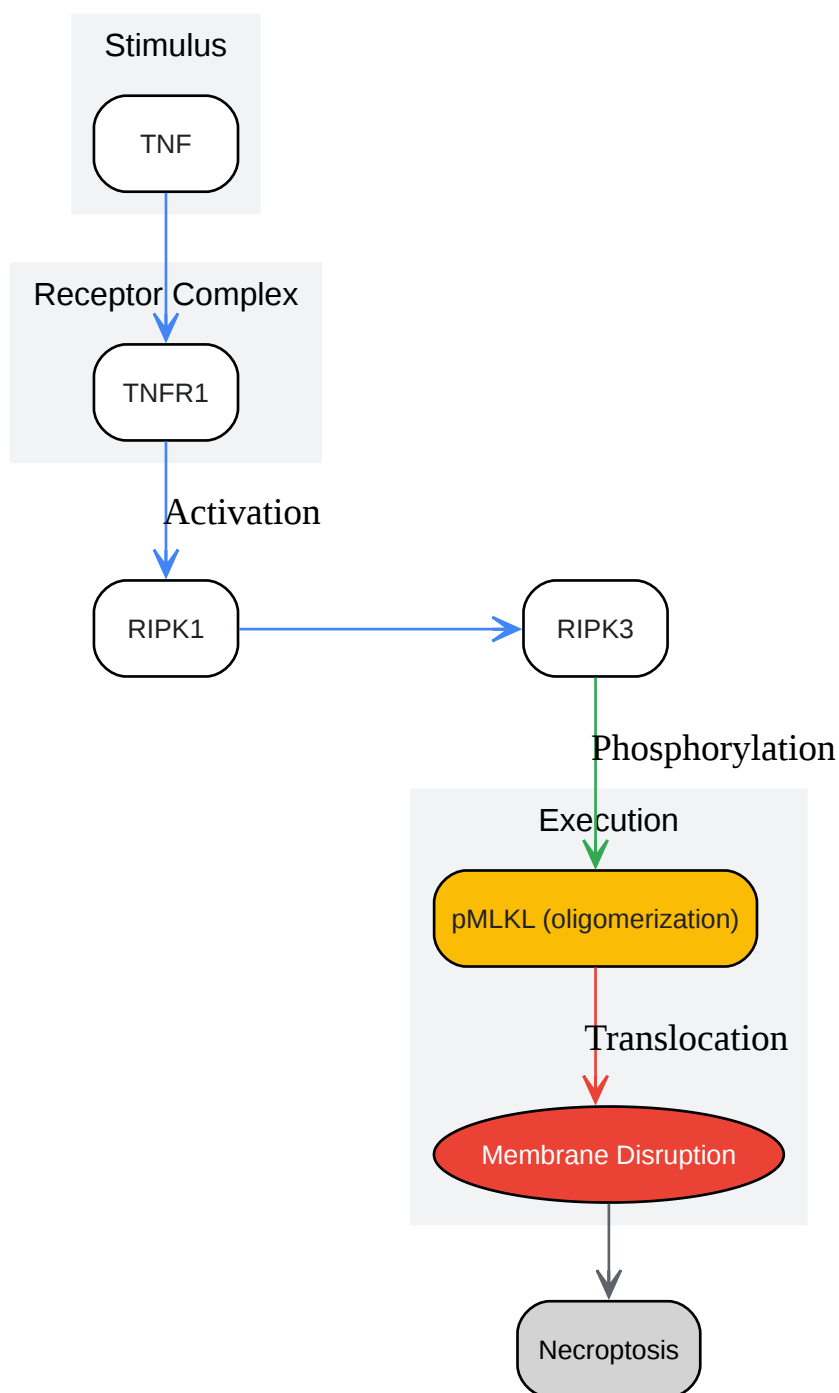 Stimulus
TNF
Receptor Complex
TNFR1
Activation
RIPK1
RIPK3
Phosphorylation
Execution
pMLKL (oligomerization)
Translocation
Membrane Disruption
Necroptosis